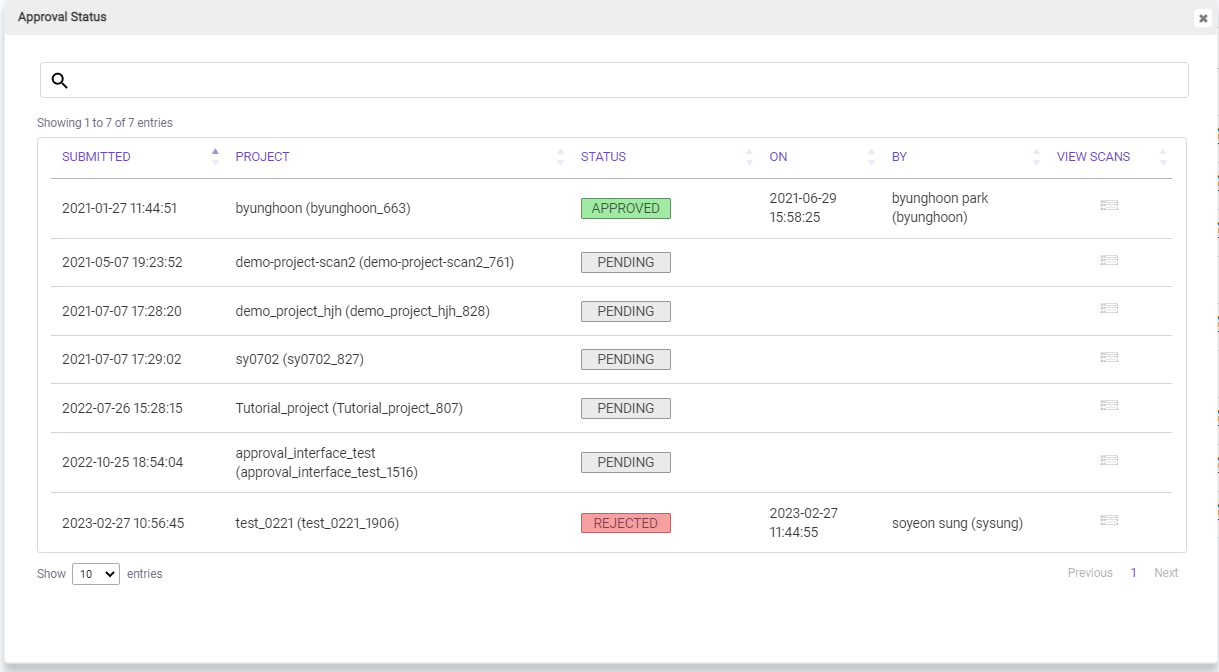 Approval Status
Showing 1 to 7 of 7 entries
SUBMITTED PROJECT STATUS ON BY VIEW SCANS
2021-01-27 11:44:51 byunghoon (byunghoon_663) APPROVED 2021-06-29 15:58:25 byunghoon park (byunghoon)
2021-05-07 19:23:52 demo-project-scan2 (demo-project-scan2_761) PENDING
2021-07-07 17:28:20 demo_project_hjh (demo_project_hjh_828) PENDING
2021-07-07 17:29:02 sy0702 (sy0702_827) PENDING
2022-07-26 15:28:15 Tutorial_project (Tutorial_project_807) PENDING
2022-10-25 18:54:04 approval_interface_test (approval_interface_test_1516) PENDING
2023-02-27 10:56:45 test_0221 (test_0221_1906) REJECTED 2023-02-27 11:44:55 soyeon sung (sysung)
Show 10 entries Previous 1 Next